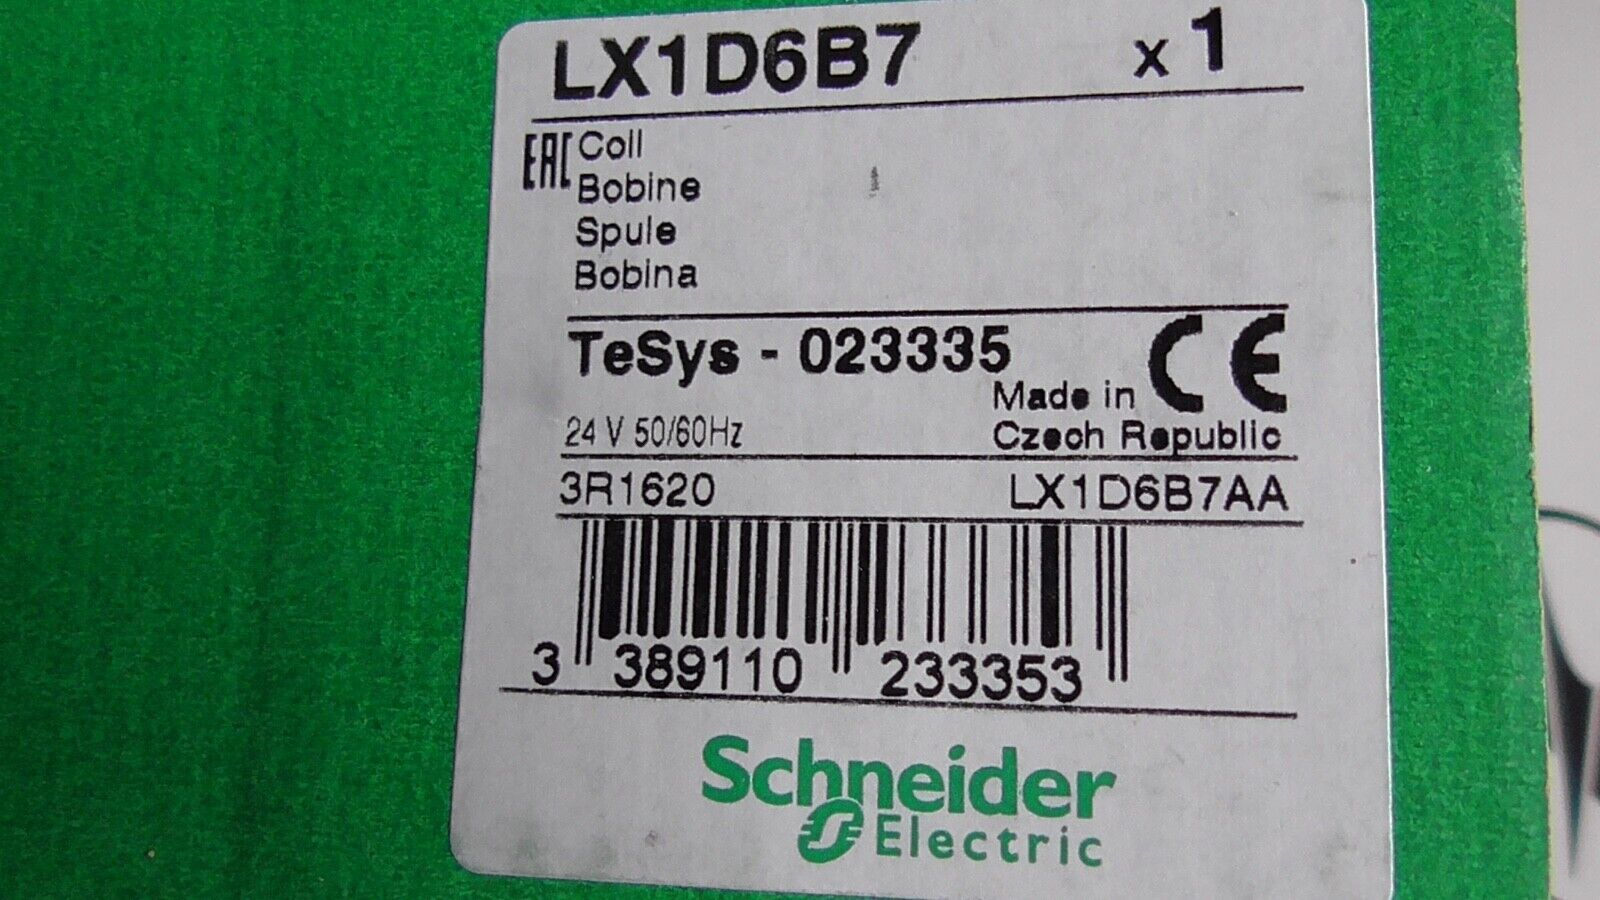 LX1D6B7 x 1
EAC Coil
Bobine
Spule
Bobina
TeSys - 023335 CE
Made in
24 V 50/60Hz Czech Republic
3R1620 LX1D6B7AA
3 389110 233353
Schneider
Electric